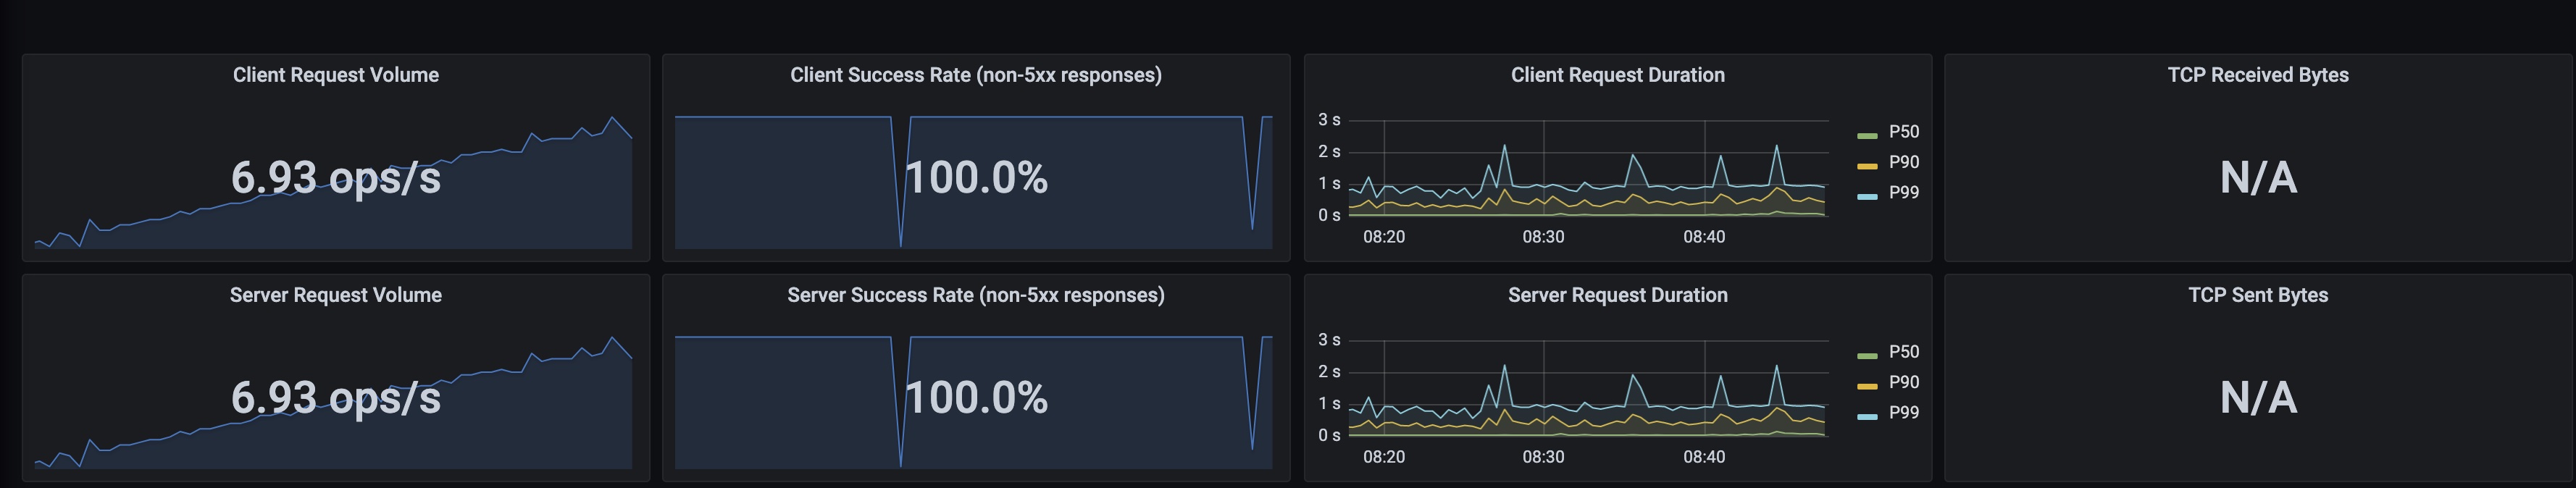 Client Request Volume
6.93 ops/s
Client Success Rate (non-5xx responses)
100.0%
Client Request Duration
3 s
2 s
1 s
0 s
08:20 08:30 08:40
P50
P90
P99
TCP Received Bytes
N/A
Server Request Volume
6.93 ops/s
Server Success Rate (non-5xx responses)
100.0%
Server Request Duration
3 s
2 s
1 s
0 s
08:20 08:30 08:40
P50
P90
P99
TCP Sent Bytes
N/A